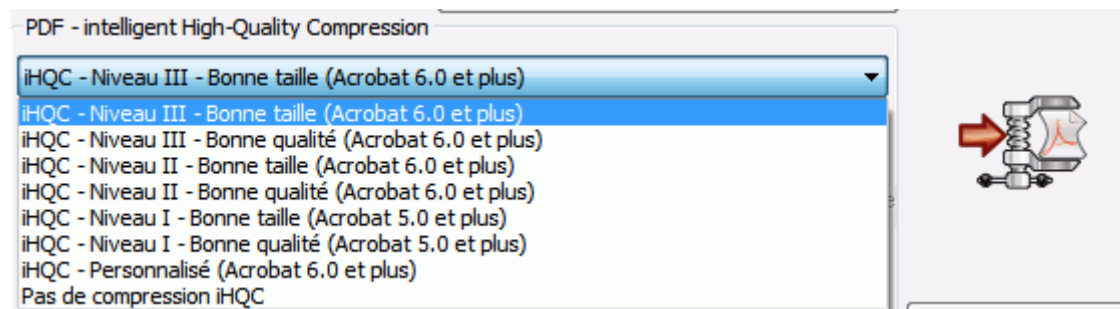 PDF - intelligent High-Quality Compression
iHQC - Niveau III - Bonne taille (Acrobat 6.0 et plus)
iHQC - Niveau III - Bonne taille (Acrobat 6.0 et plus)
iHQC - Niveau III - Bonne qualité (Acrobat 6.0 et plus)
iHQC - Niveau II - Bonne taille (Acrobat 6.0 et plus)
iHQC - Niveau II - Bonne qualité (Acrobat 6.0 et plus)
iHQC - Niveau I - Bonne taille (Acrobat 5.0 et plus)
iHQC - Niveau I - Bonne qualité (Acrobat 5.0 et plus)
iHQC - Personnalisé (Acrobat 6.0 et plus)
Pas de compression iHQC